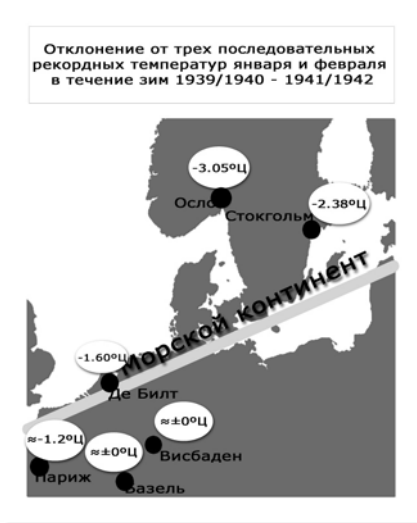 Отклонение от трех последовательных
рекордных температур января и февраля
в течение зим 1939/1940 - 1941/1942
-3.05ºЦ
Осло
-2.38ºЦ
Стокгольм
Морской континент
-1.60ºЦ
Де Билт
≈±0ºЦ
Висбаден
≈-1.2ºЦ
Париж
≈±0ºЦ
Базель